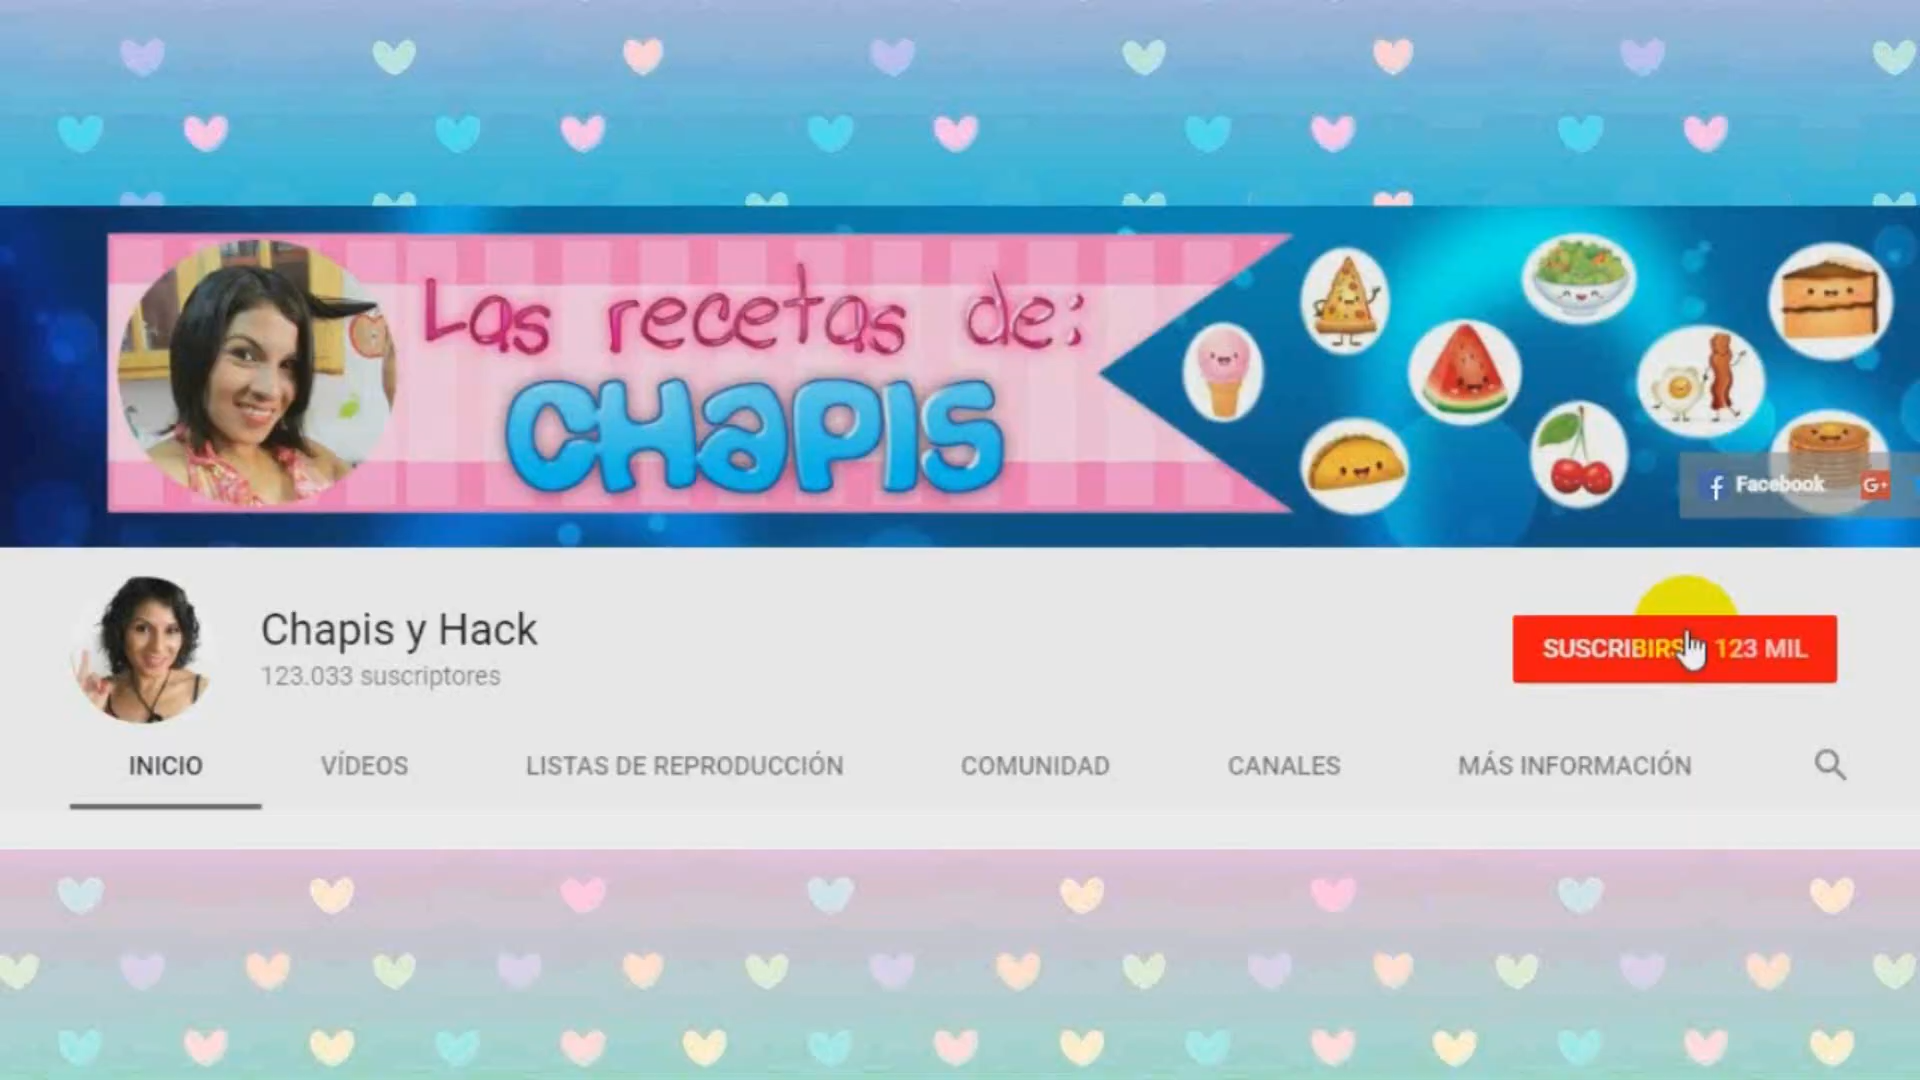 Las recetas de:
CHAPIS
Facebook
G+
Chapis y Hack
123.033 suscriptores
SUSCRIBIRS 123 MIL
INICIO
VÍDEOS
LISTAS DE REPRODUCCIÓN
COMUNIDAD
CANALES
MÁS INFORMACIÓN